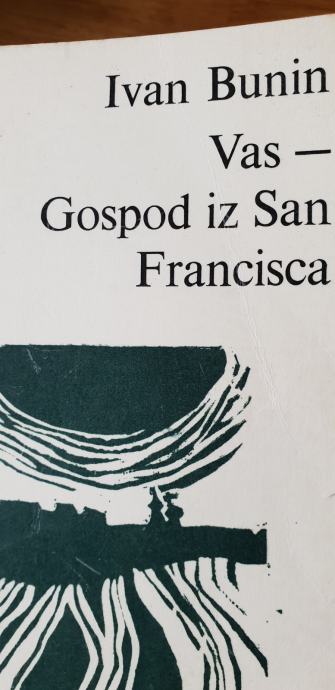 Ivan Bunin
Vas –
Gospod iz San
Francisca